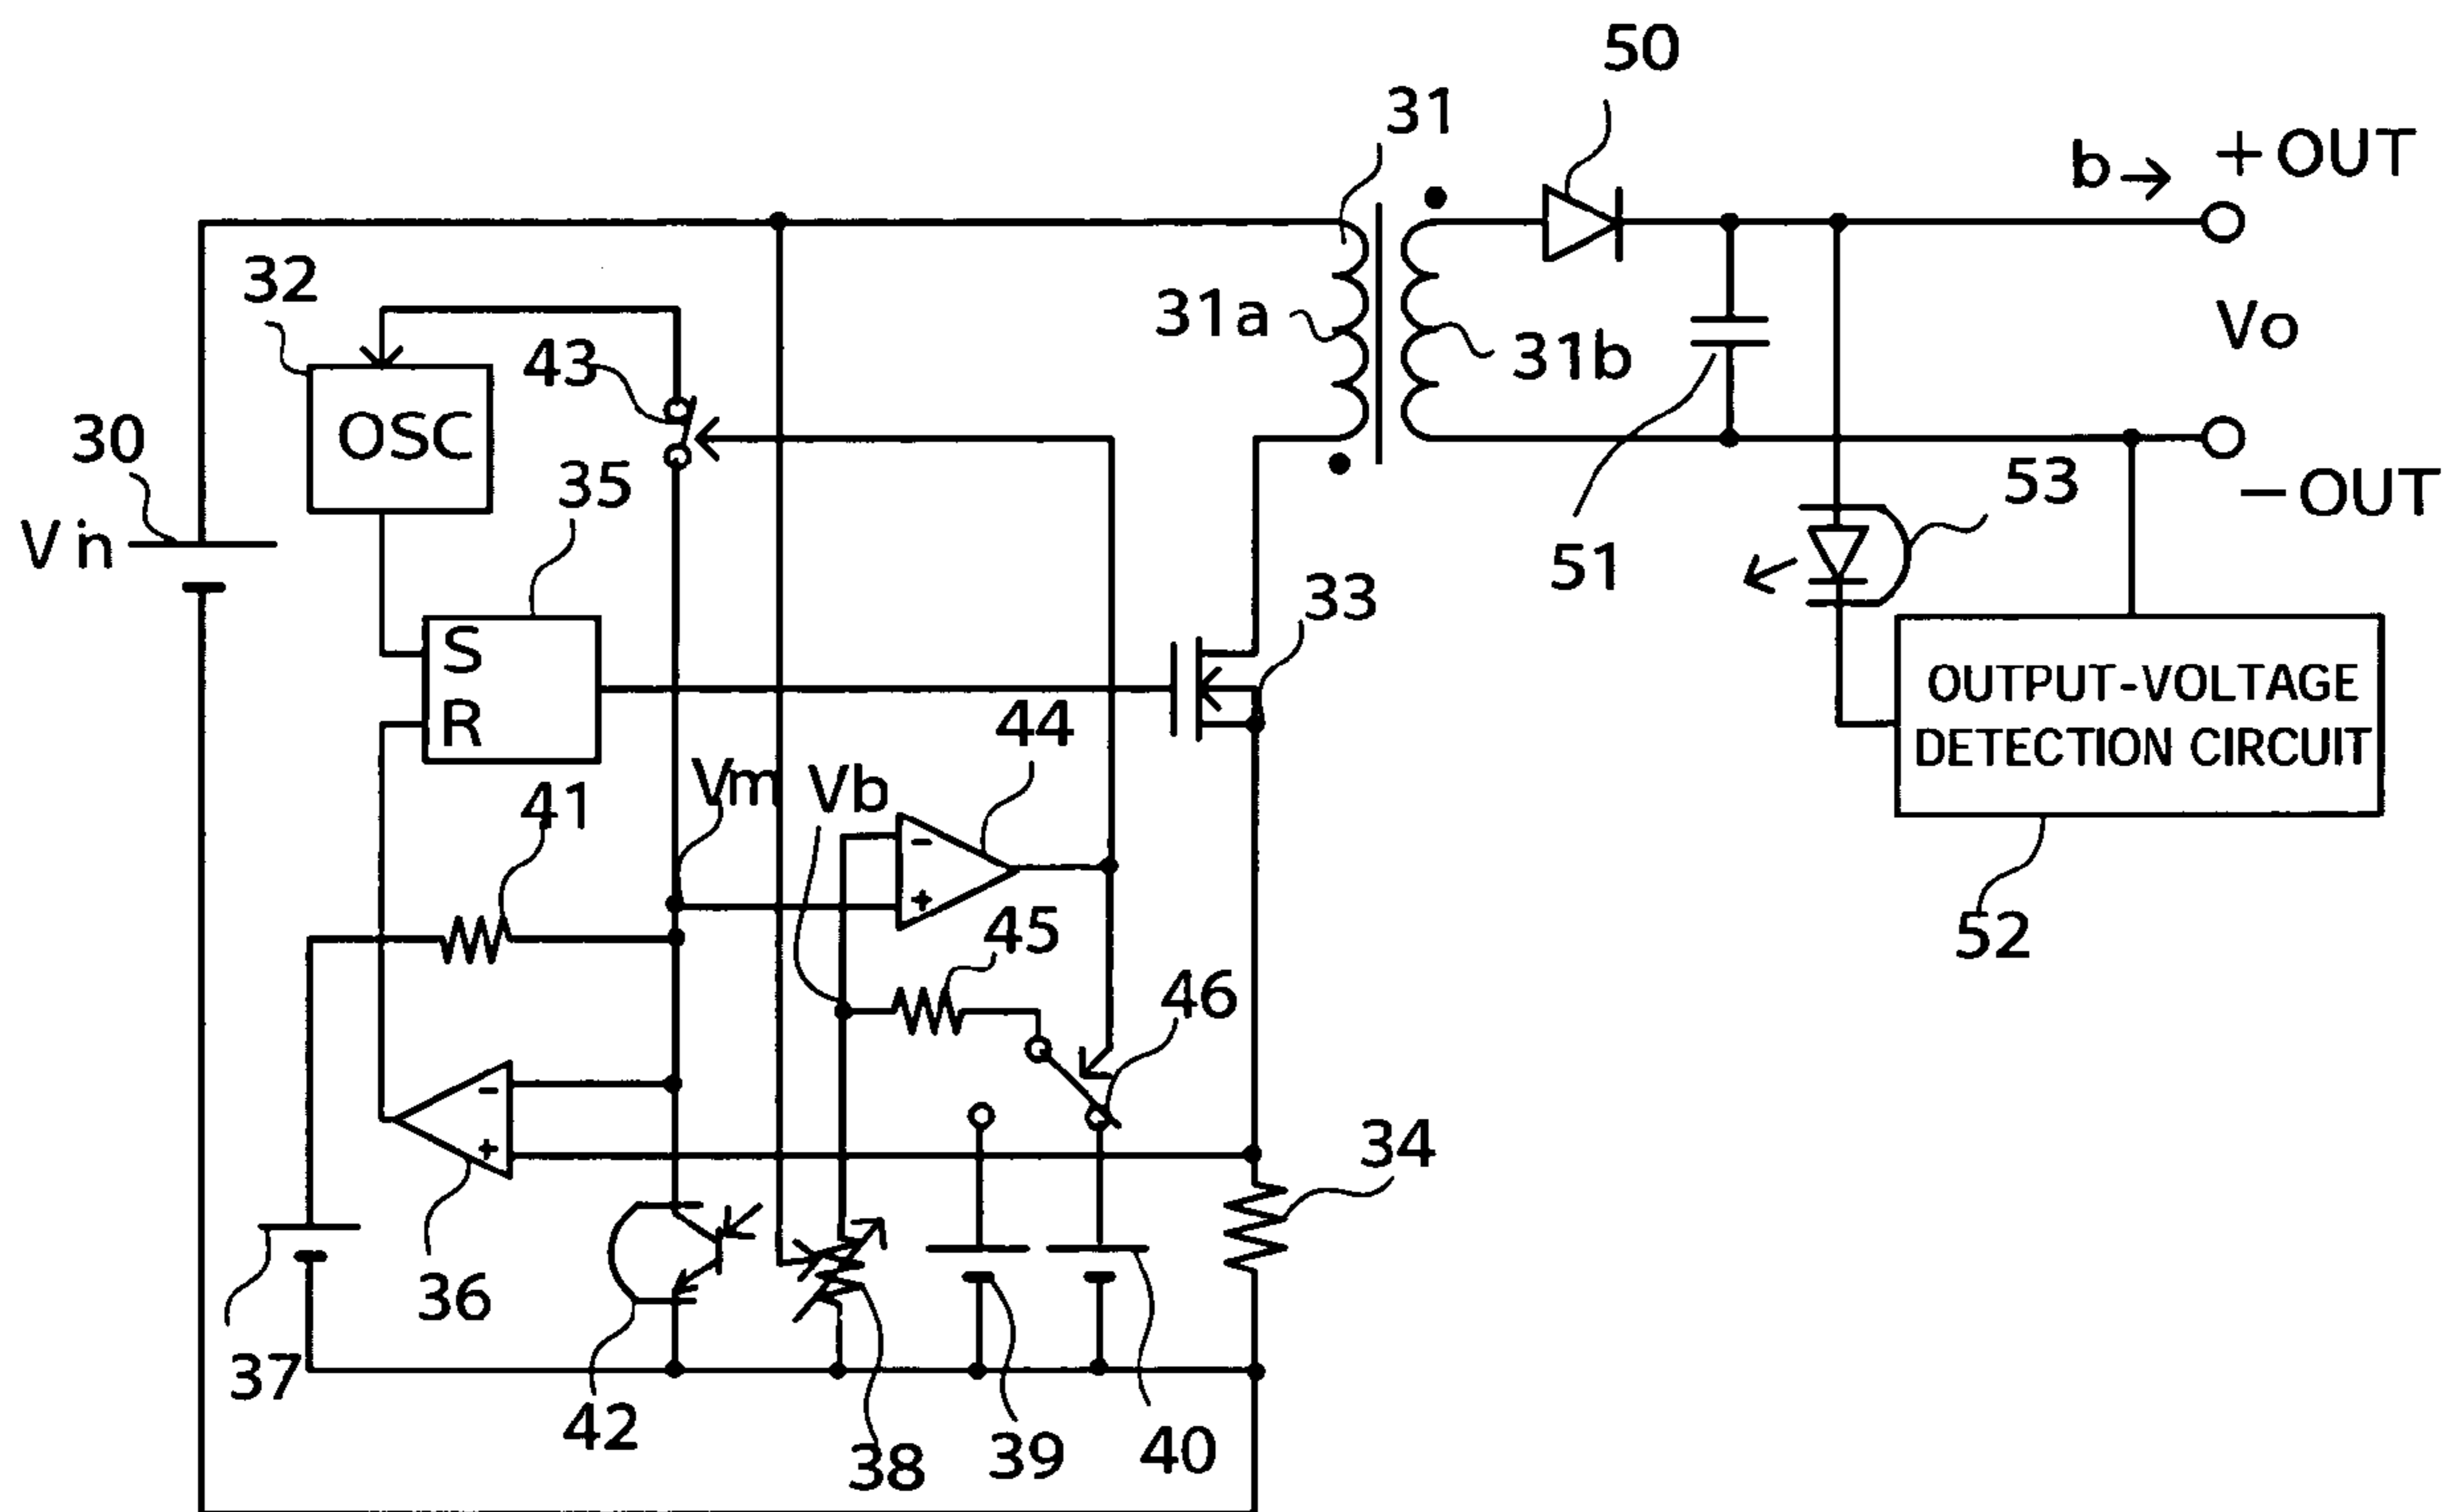 50
31
b
+ OUT
32
31a
31b
Vo
43
OSC
30
35
53
− OUT
Vin
51
33
S
R
OUTPUT-VOLTAGE
DETECTION CIRCUIT
44
Vm
Vb
41
-
+
45
52
46
-
+
34
36
37
42
38
39
40